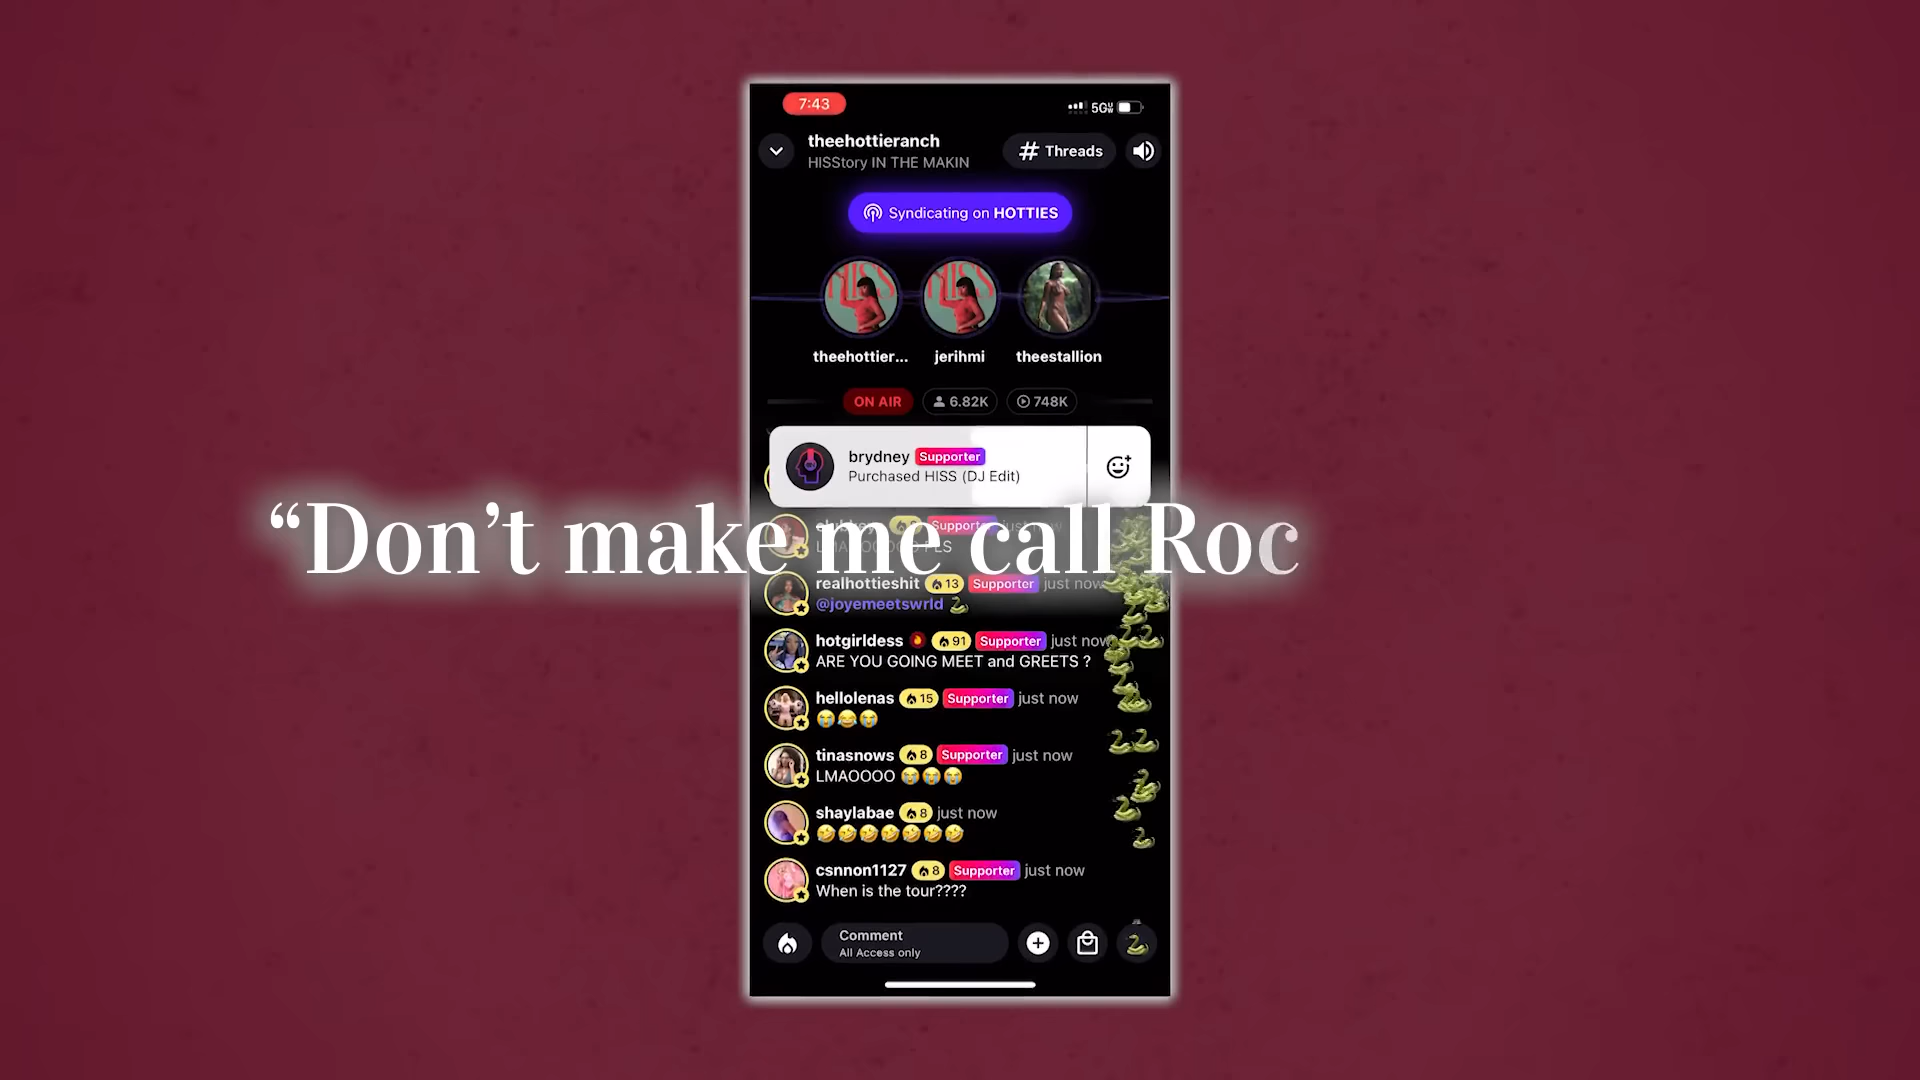 7:43
5G
theehottieranch
HISStory IN THE MAKIN
# Threads
Syndicating on HOTTIES
HISS
HISS
theehottier...
jerihmi
theestallion
ON AIR
6.82K
748K
brydney Supporter
Purchased HISS (DJ Edit)
“Don’t make me call Roc
Supporter just now
realhottieshit 13 Supporter just now
@joyemeetswrld 🐍
hotgirldess 91 Supporter just now
ARE YOU GOING MEET and GREETS ?
hellolenas 15 Supporter just now
😭😂😭
tinasnows 8 Supporter just now
LMAOOOO 😭😭😭
shaylabae 8 just now
🤣🤣🤣🤣🤣🤣🤣
csnnon1127 8 Supporter just now
When is the tour????
Comment
All Access only